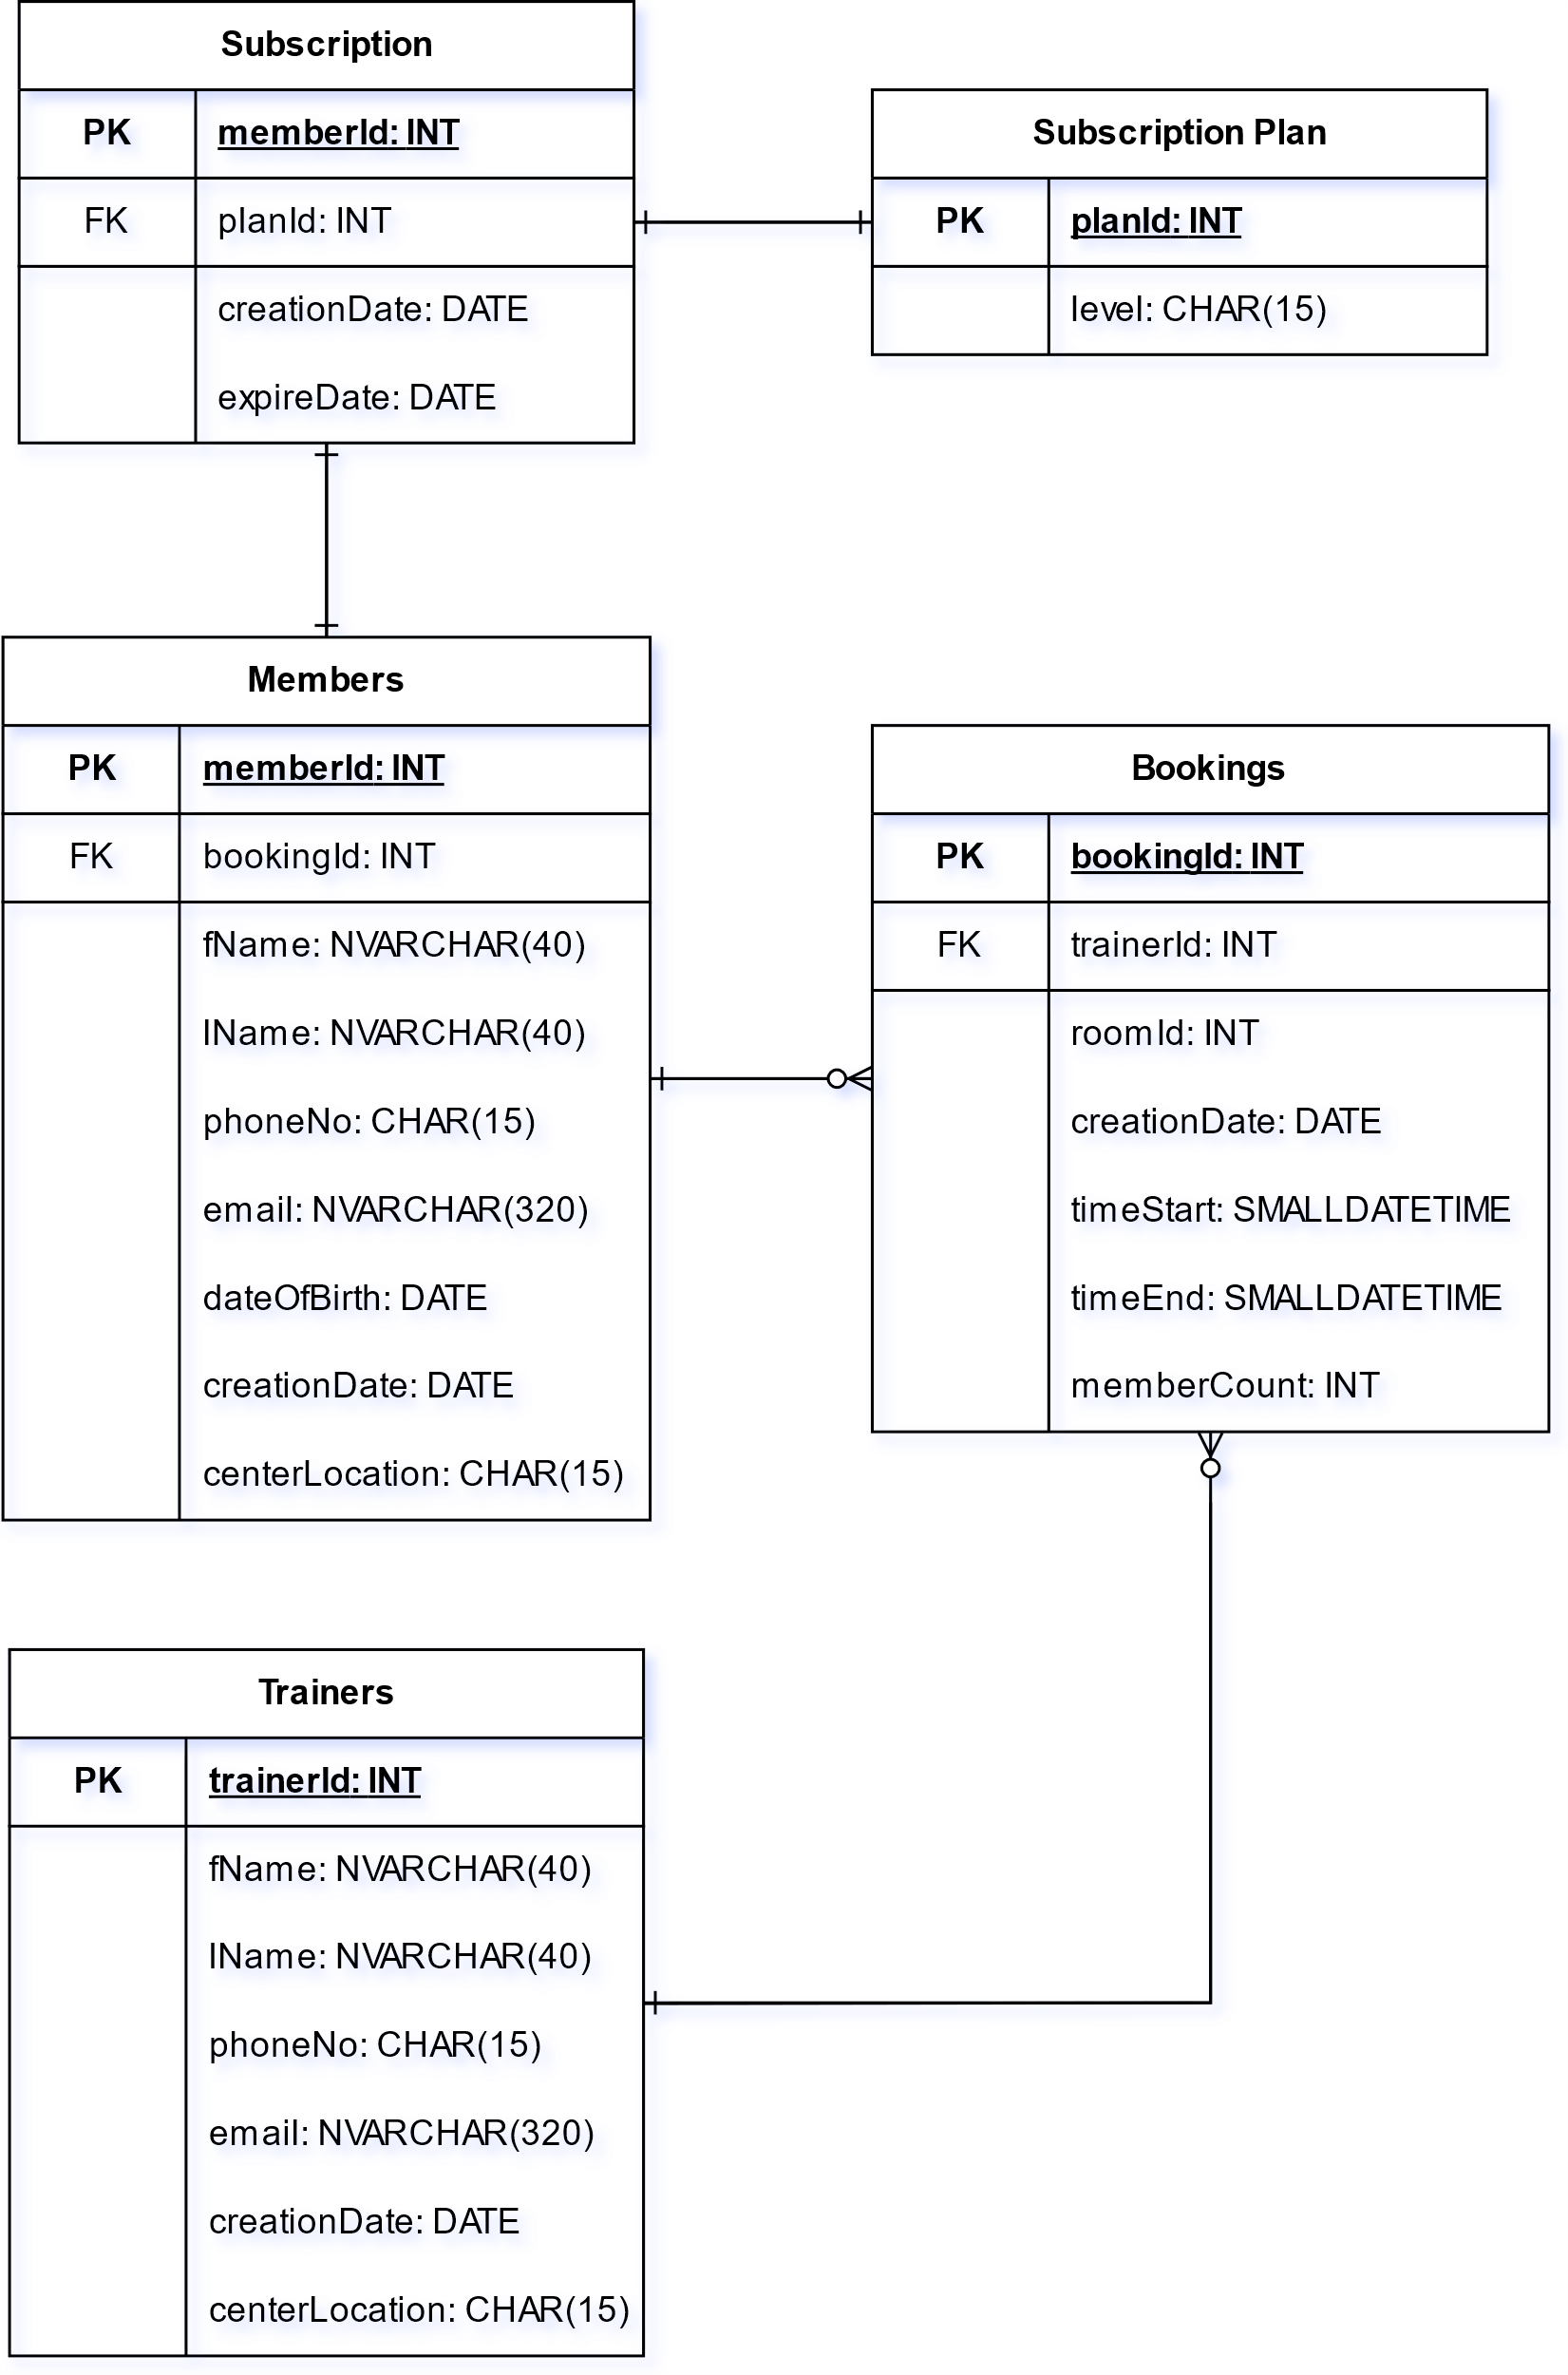 Subscription
PK memberId: INT
FK planId: INT
creationDate: DATE
expireDate: DATE
Subscription Plan
PK planId: INT
level: CHAR(15)
Members
PK memberId: INT
FK bookingId: INT
fName: NVARCHAR(40)
lName: NVARCHAR(40)
phoneNo: CHAR(15)
email: NVARCHAR(320)
dateOfBirth: DATE
creationDate: DATE
centerLocation: CHAR(15)
Bookings
PK bookingId: INT
FK trainerId: INT
roomId: INT
creationDate: DATE
timeStart: SMALLDATETIME
timeEnd: SMALLDATETIME
memberCount: INT
Trainers
PK trainerId: INT
fName: NVARCHAR(40)
lName: NVARCHAR(40)
phoneNo: CHAR(15)
email: NVARCHAR(320)
creationDate: DATE
centerLocation: CHAR(15)